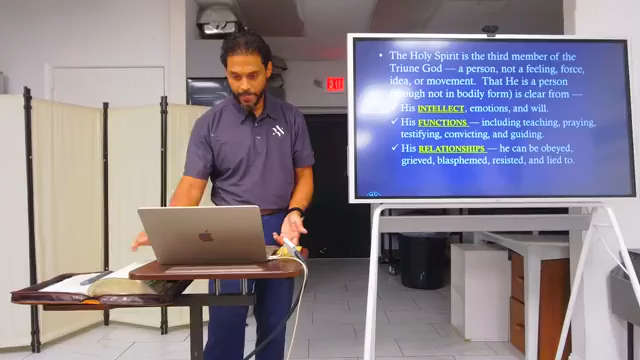 The Holy Spirit is the third member of the
Triune God — a person, not a feeling, force,
idea, or movement. That He is a person
(though not in bodily form) is clear from —
His INTELLECT, emotions, and will.
His FUNCTIONS — including teaching, praying,
testifying, convicting, and guiding.
His RELATIONSHIPS — he can be obeyed,
grieved, blasphemed, resisted, and lied to.
EXIT